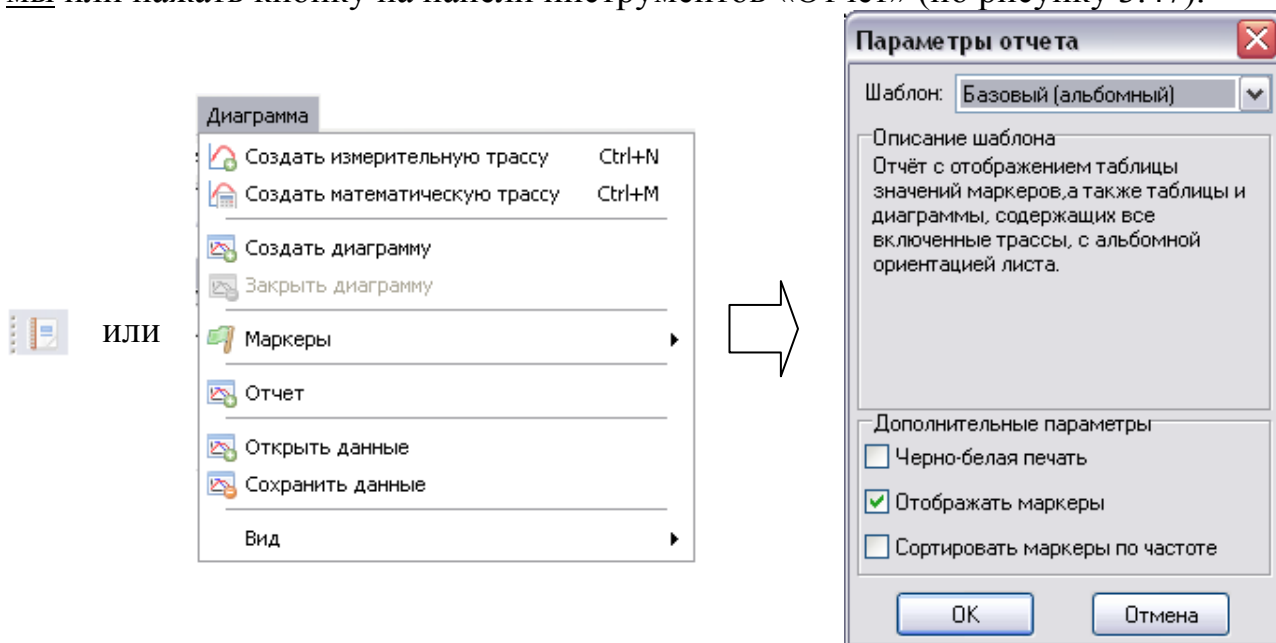 мы или нажать кнопку на панели инструментов «Отчет» (по рисунку 3.47).
или
Диаграмма
Создать измерительную трассу Ctrl+N
Создать математическую трассу Ctrl+M
Создать диаграмму
Закрыть диаграмму
Маркеры
Отчет
Открыть данные
Сохранить данные
Вид
Параметры отчета
Шаблон: Базовый (альбомный)
Описание шаблона
Отчёт с отображением таблицы
значений маркеров,а также таблицы и
диаграммы, содержащих все
включенные трассы, с альбомной
ориентацией листа.
Дополнительные параметры
Черно-белая печать
Отображать маркеры
Сортировать маркеры по частоте
OK Отмена